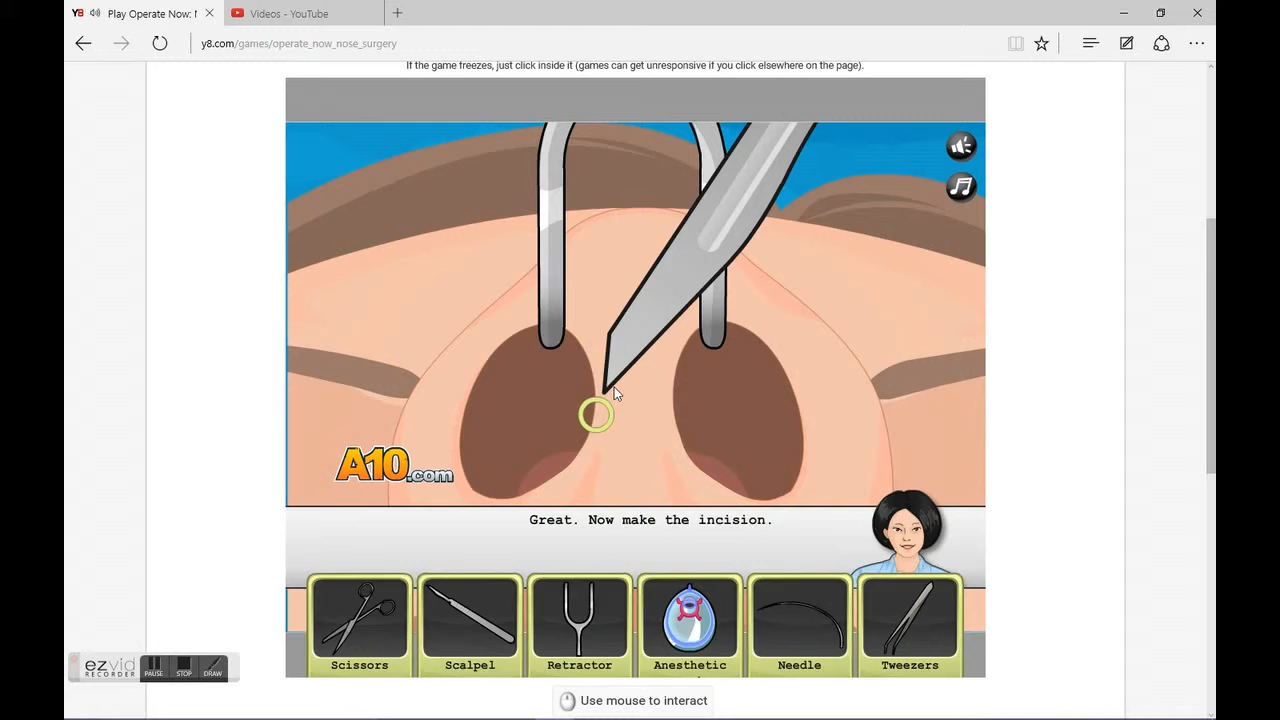 Play Operate Now: N
Videos - YouTube
y8.com/games/operate_now_nose_surgery
If the game freezes, just click inside it (games can get unresponsive if you click elsewhere on the page).
A10.com
Great. Now make the incision.
Scissors
Scalpel
Retractor
Anesthetic
Needle
Tweezers
ezvid
RECORDER
PAUSE
STOP
DRAW
Use mouse to interact